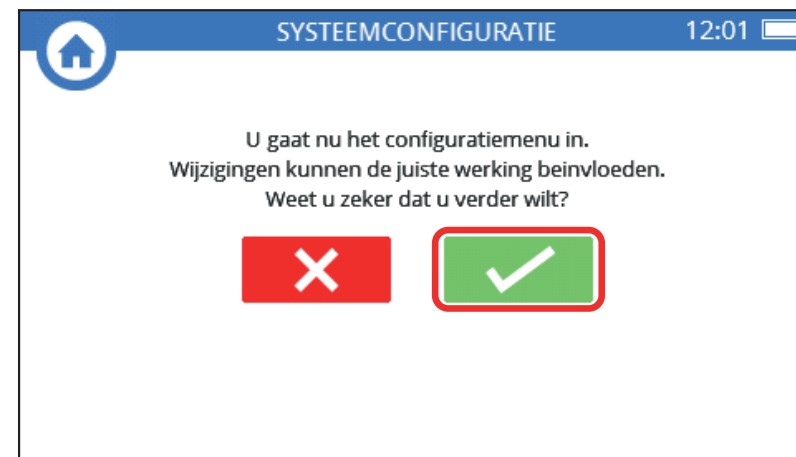 SYSTEEMCONFIGURATIE 12:01
U gaat nu het configuratiemenu in.
Wijzigingen kunnen de juiste werking beinvloeden.
Weet u zeker dat u verder wilt?